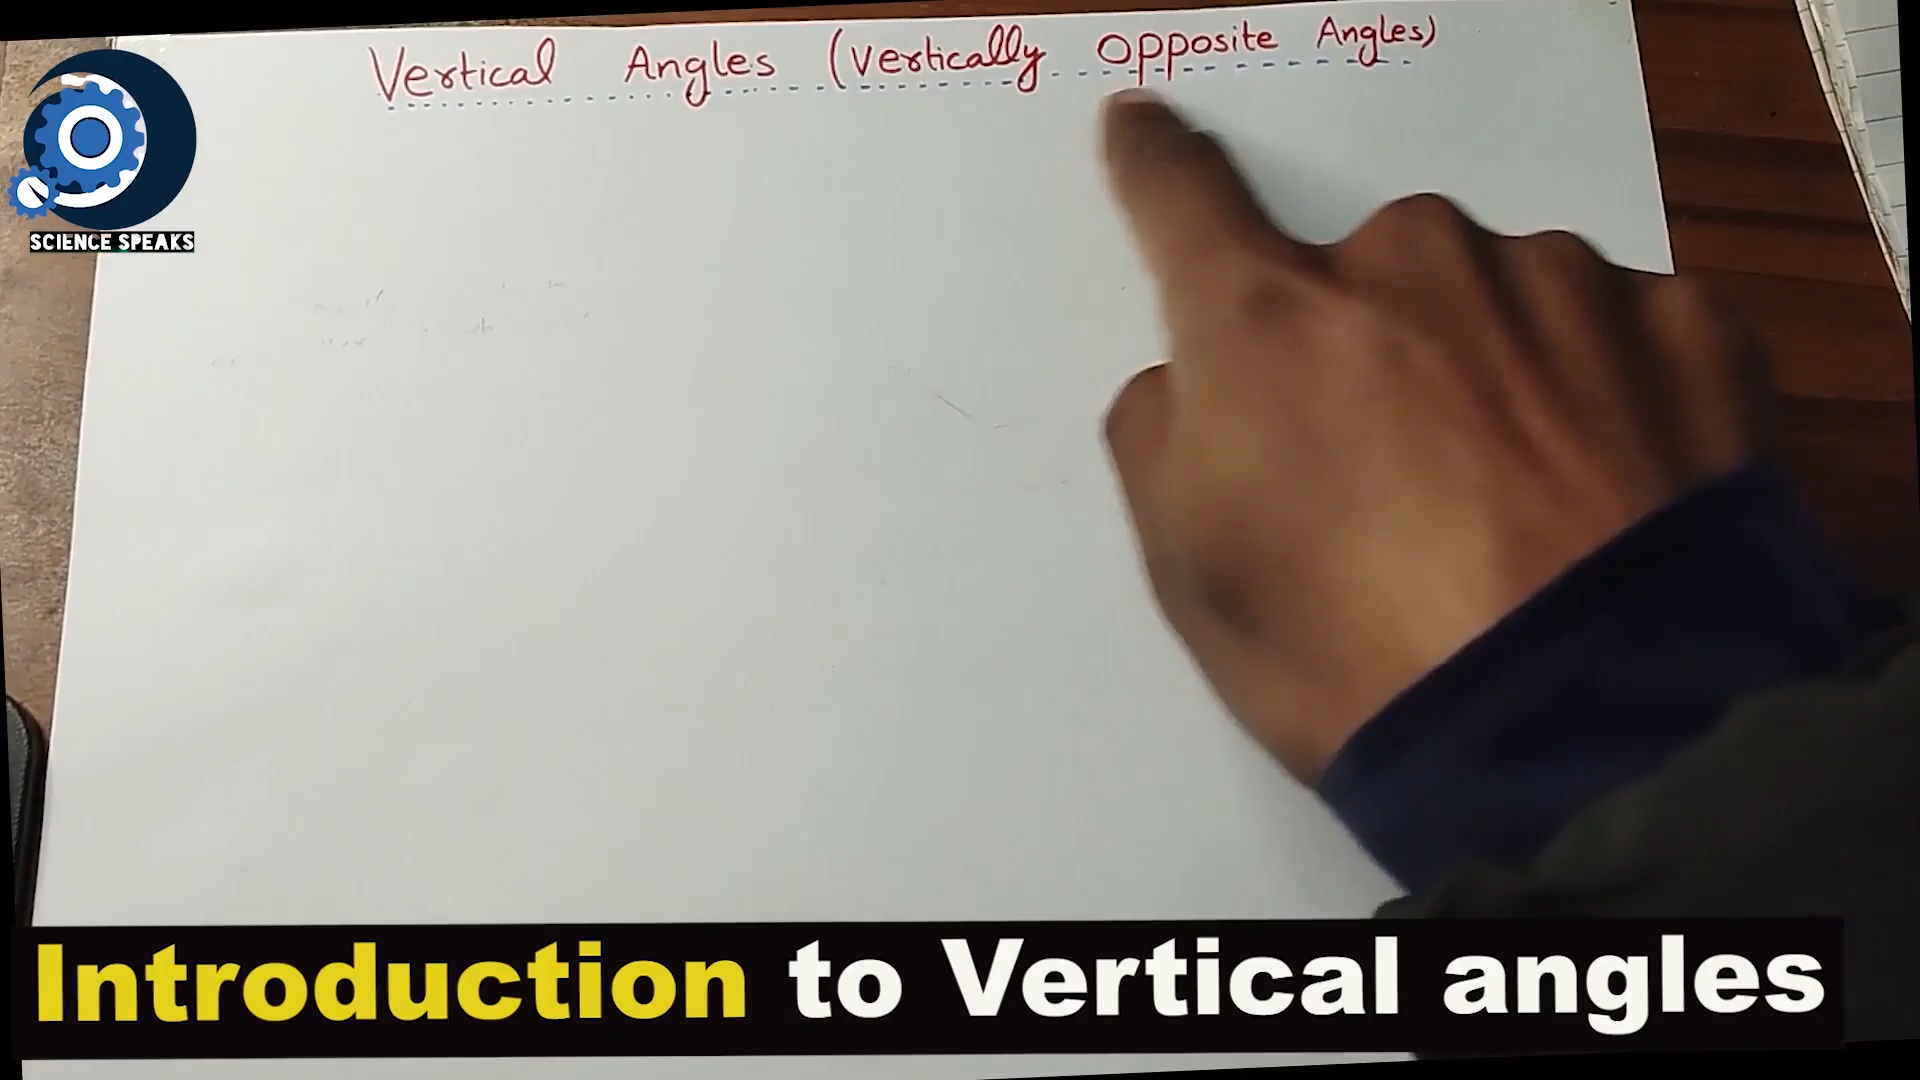 Vertical Angles (Vertically Opposite Angles)
SCIENCE SPEAKS
Introduction to Vertical angles